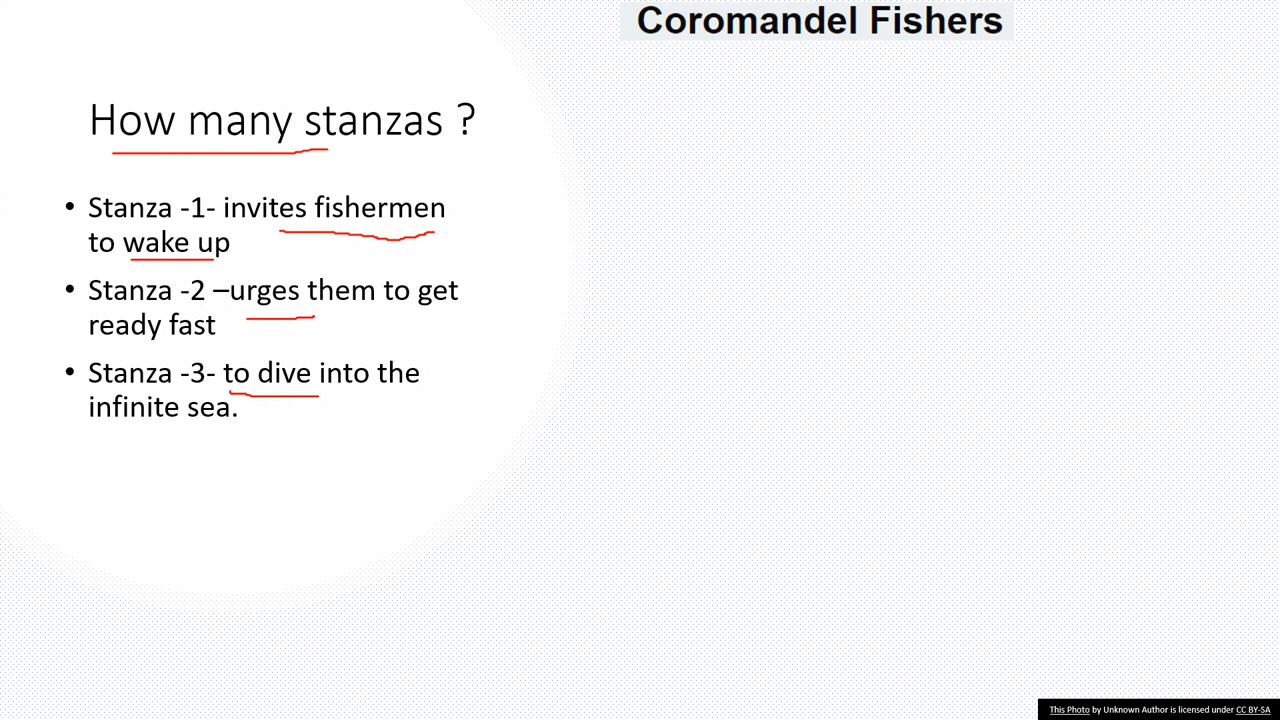 Coromandel Fishers
How many stanzas ?
• Stanza -1- invites fishermen
to wake up
• Stanza -2 –urges them to get
ready fast
• Stanza -3- to dive into the
infinite sea.
This Photo by Unknown Author is licensed under CC BY-SA